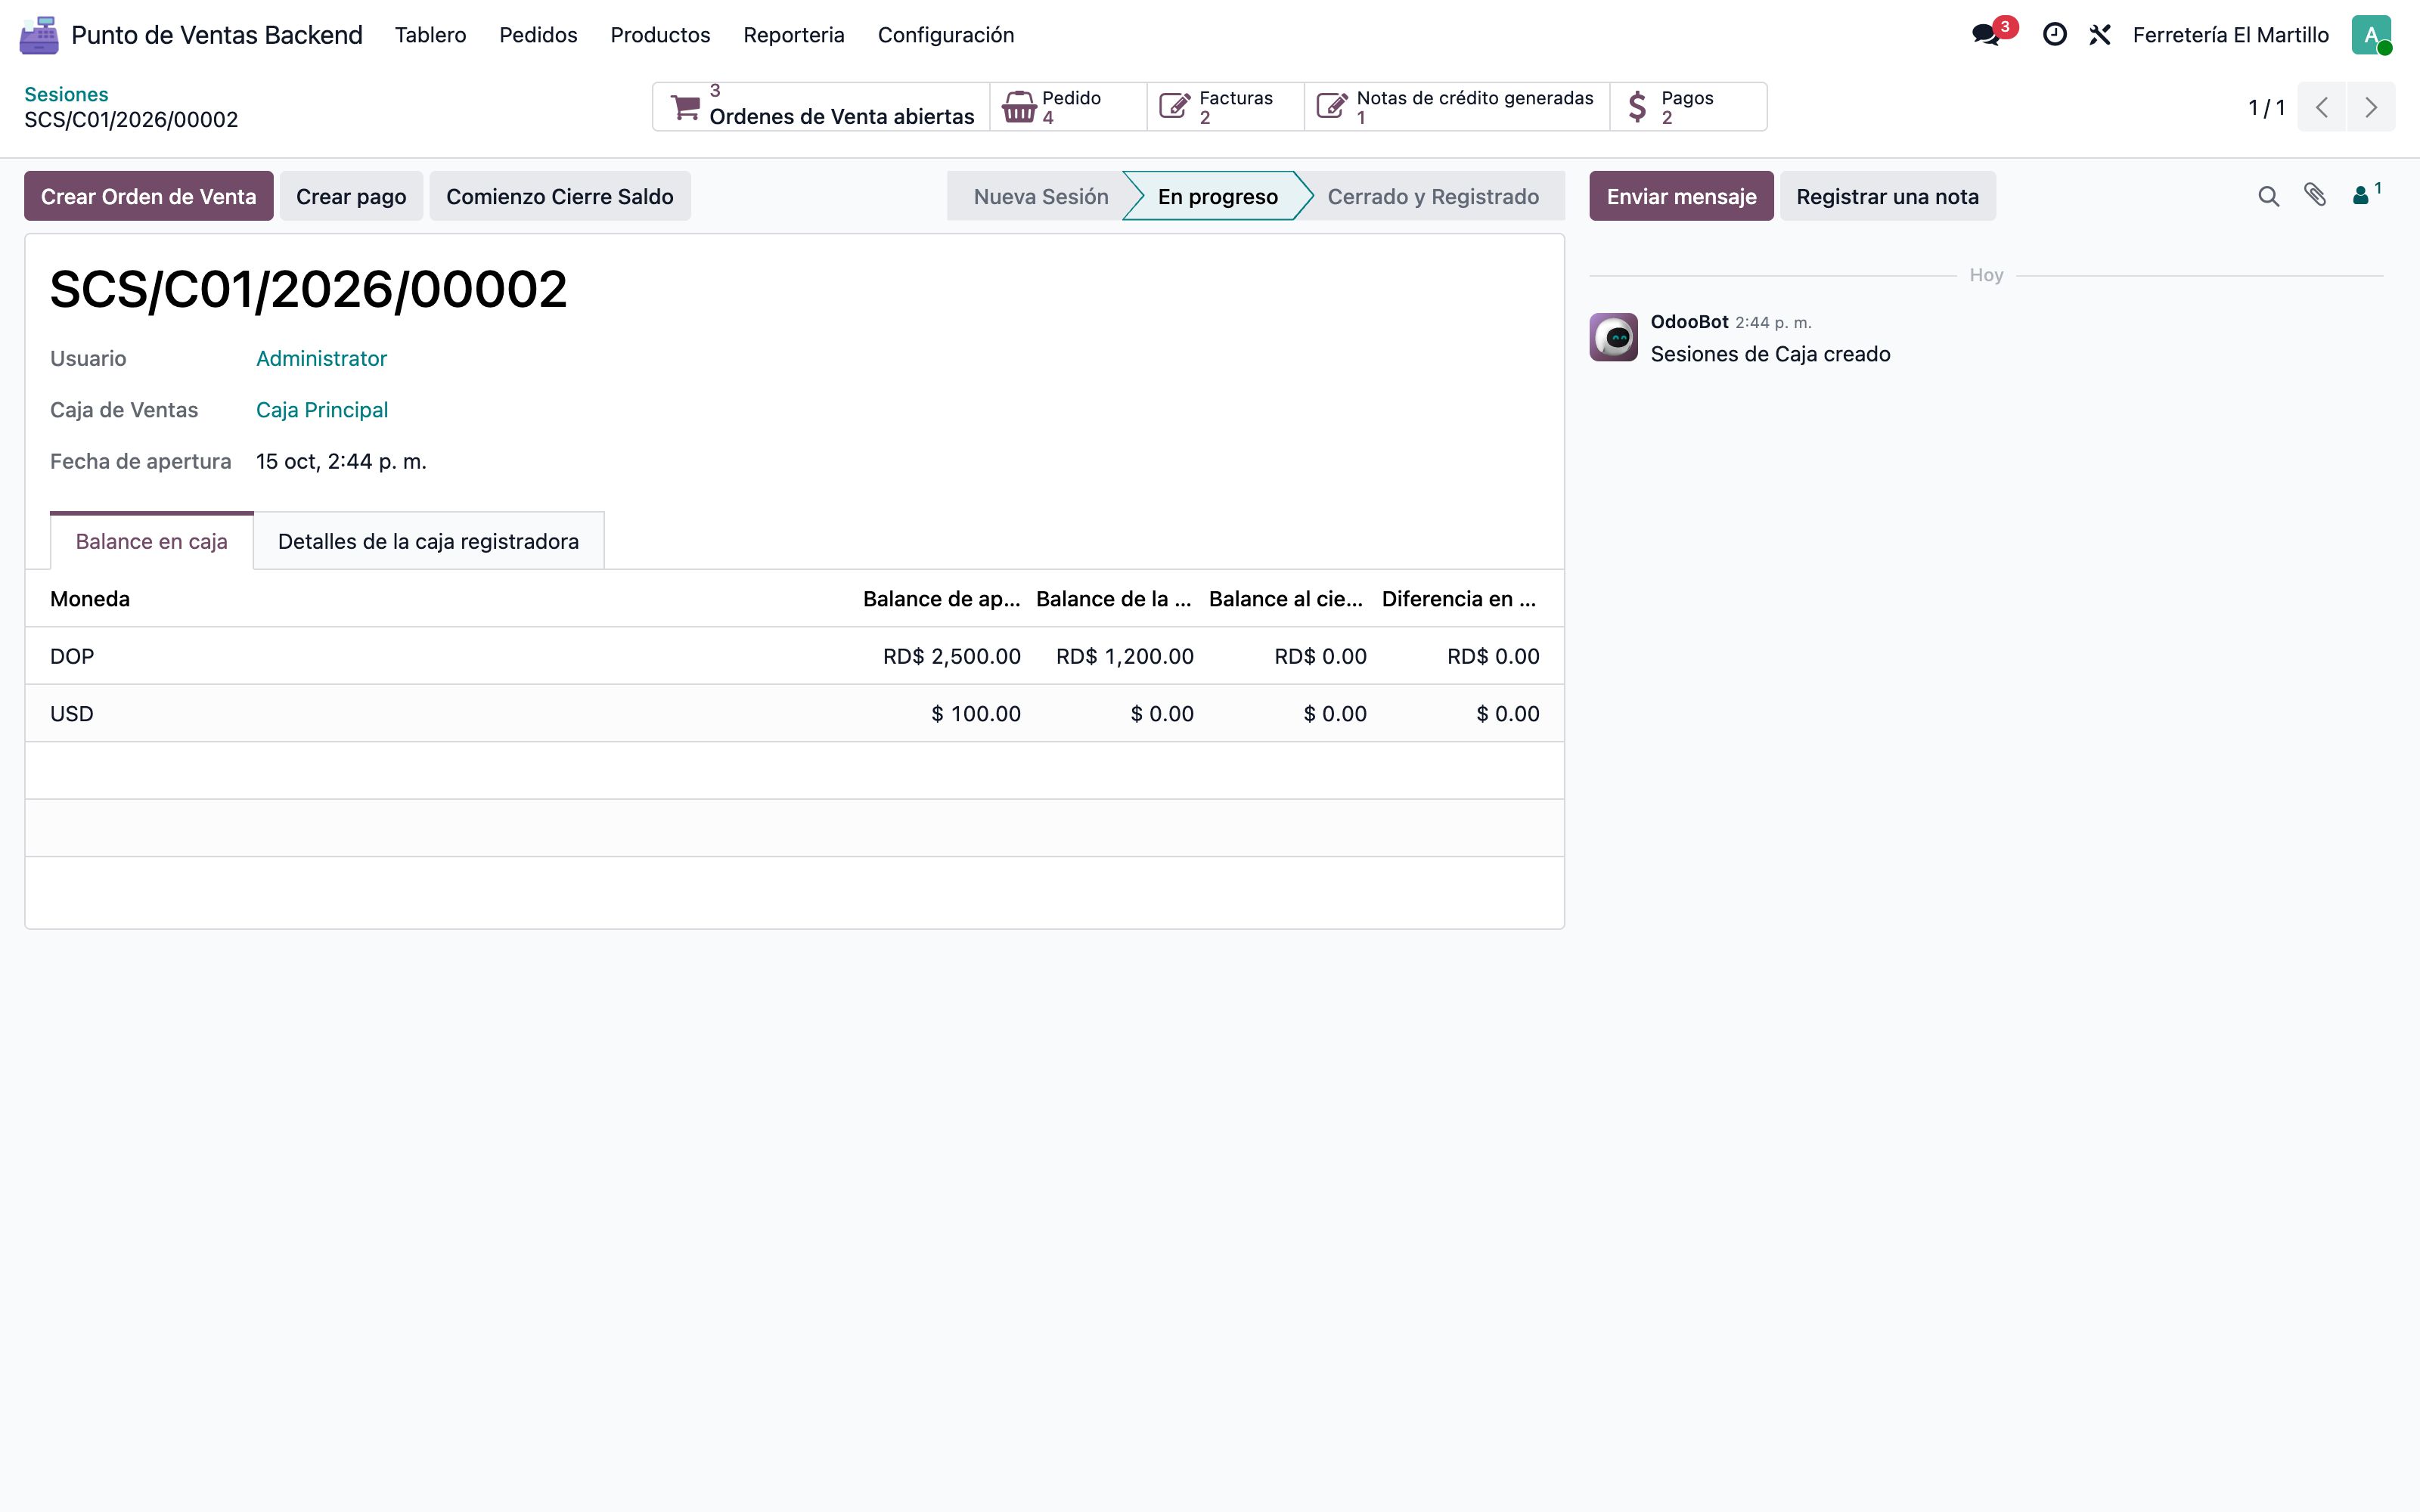 Punto de Ventas Backend Tablero Pedidos Productos Reporteria Configuración 3 Ferretería El Martillo A
Sesiones
SCS/C01/2026/00002
3
Ordenes de Venta abiertas
Pedido
4
Facturas
2
Notas de crédito generadas
1
Pagos
2
1 / 1
Crear Orden de Venta Crear pago Comienzo Cierre Saldo Nueva Sesión En progreso Cerrado y Registrado
Enviar mensaje Registrar una nota 1
SCS/C01/2026/00002
Usuario Administrator
Caja de Ventas Caja Principal
Fecha de apertura 15 oct, 2:44 p. m.
Balance en caja Detalles de la caja registradora
Moneda Balance de ap... Balance de la ... Balance al cie... Diferencia en ...
DOP RD$ 2,500.00 RD$ 1,200.00 RD$ 0.00 RD$ 0.00
USD $ 100.00 $ 0.00 $ 0.00 $ 0.00
Hoy
OdooBot 2:44 p. m.
Sesiones de Caja creado